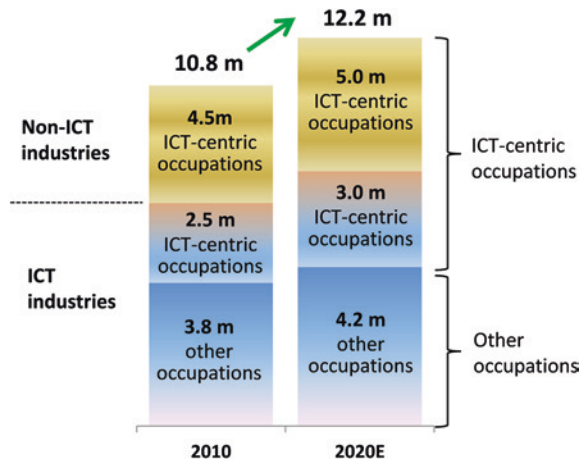 12.2 m
10.8 m
5.0 m
ICT-centric
occupations
4.5m
ICT-centric
occupations
Non-ICT
industries
ICT-centric
occupations
3.0 m
ICT-centric
occupations
2.5 m
ICT-centric
occupations
ICT
industries
4.2 m
other
occupations
3.8 m
other
occupations
Other
occupations
2010
2020E